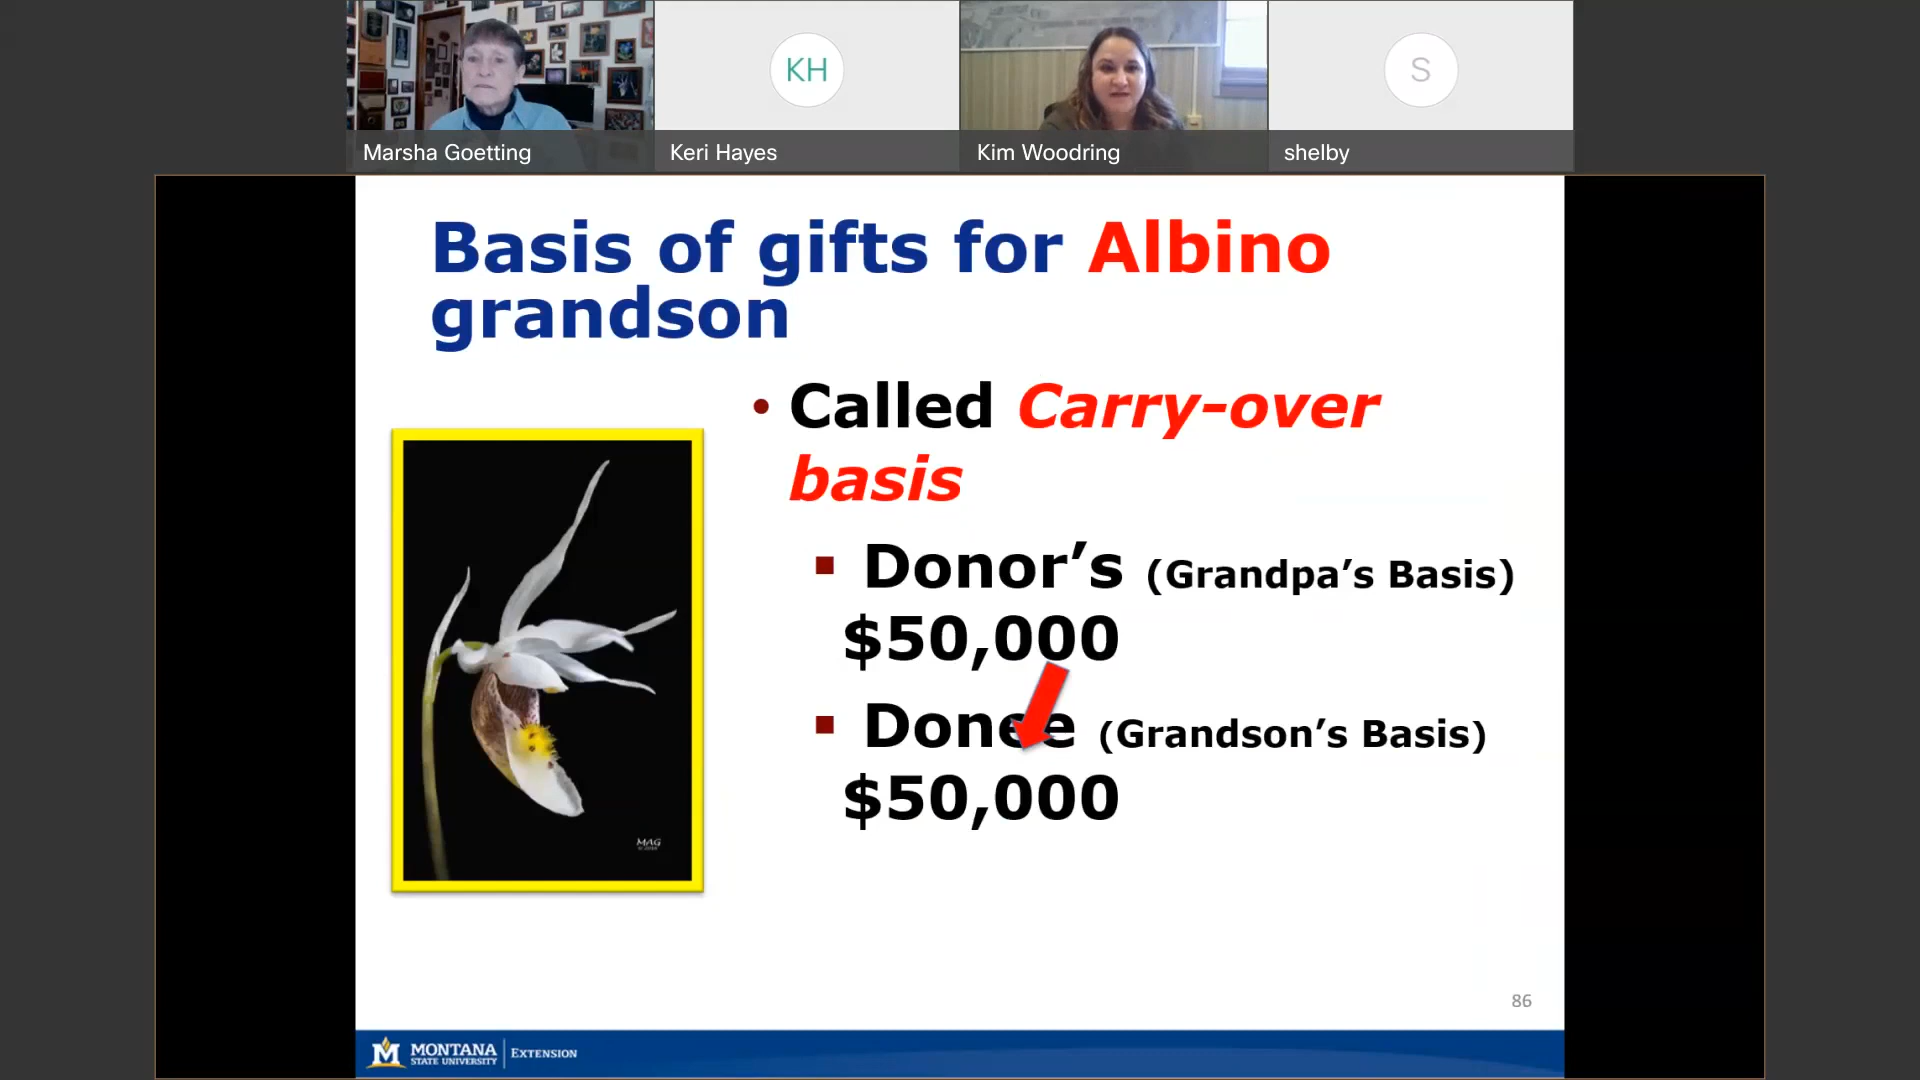 KH
S
Marsha Goetting
Keri Hayes
Kim Woodring
shelby
Basis of gifts for Albino
grandson
• Called Carry-over
basis
▪ Donor’s (Grandpa’s Basis)
$50,000
▪ Donee (Grandson’s Basis)
$50,000
MAG
86
M MONTANA
STATE UNIVERSITY
EXTENSION